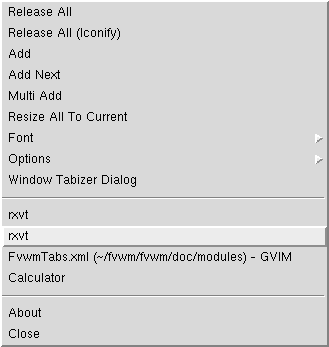 Release All
Release All (Iconify)
Add
Add Next
Multi Add
Resize All To Current
Font
Options
Window Tabizer Dialog
rxvt
rxvt
FvwmTabs.xml (~/fvwm/fvwm/doc/modules) - GVIM
Calculator
About
Close